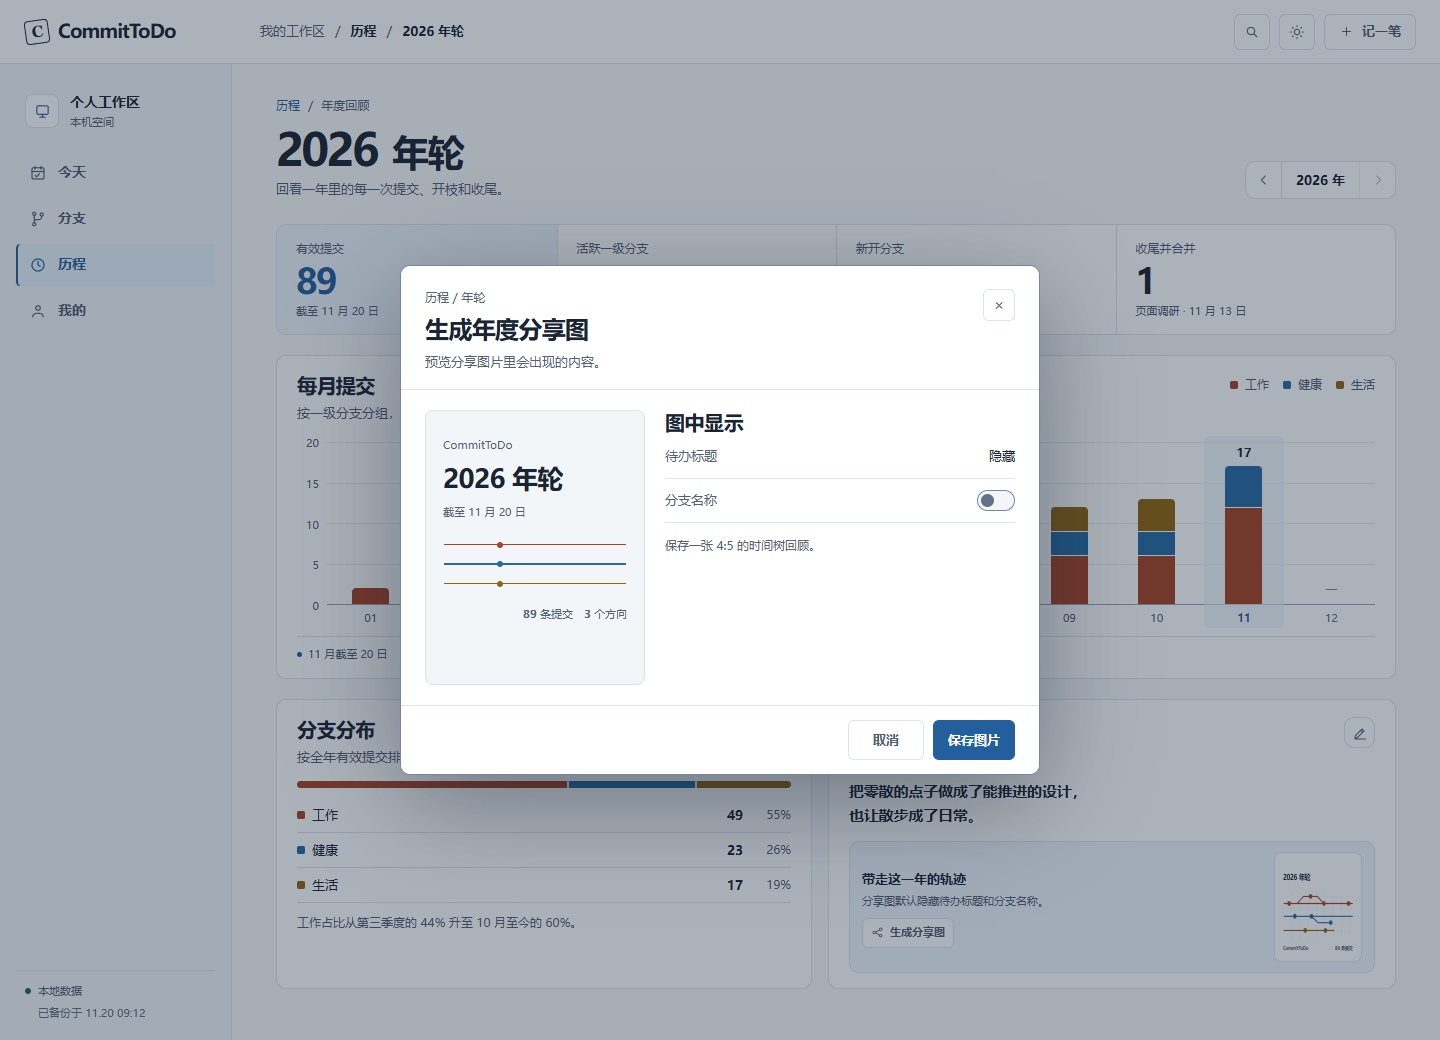 C CommitToDo
我的工作区 / 历程 / 2026 年轮
记一笔
个人工作区
本机空间
今天
分支
历程
我的
本地数据
已备份于 11.20 09:12
历程 / 年度回顾
2026 年轮
回看一年里的每一次提交、开枝和收尾。
2026 年
有效提交
89
截至 11 月 20 日
活跃一级分支
新开分支
收尾并合并
1
页面调研 · 11 月 13 日
每月提交
按一级分支分组，
工作
健康
生活
20
15
10
5
0
17
—
01
09
10
11
12
11 月截至 20 日
历程 / 年轮
生成年度分享图
预览分享图片里会出现的内容。
×
CommitToDo
2026 年轮
截至 11 月 20 日
89 条提交 3 个方向
图中显示
待办标题 隐藏
分支名称
保存一张 4:5 的时间树回顾。
取消
保存图片
分支分布
按全年有效提交排
工作 49 55%
健康 23 26%
生活 17 19%
工作占比从第三季度的 44% 升至 10 月至今的 60%。
把零散的点子做成了能推进的设计，
也让散步成了日常。
带走这一年的轨迹
分享图默认隐藏待办标题和分支名称。
生成分享图
2026 年轮
CommitToDo 89 条提交